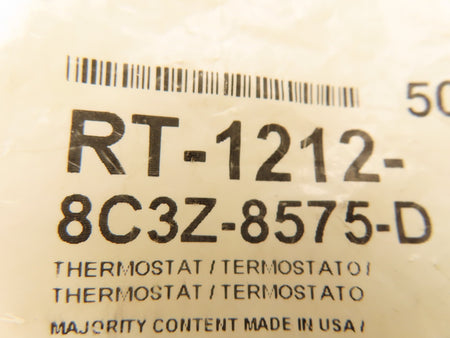 50
RT-1212-
8C3Z-8575-D
THERMOSTAT / TERMOSTATO /
THERMOSTAT / TERMOSTATO
MAJORITY CONTENT MADE IN USA /